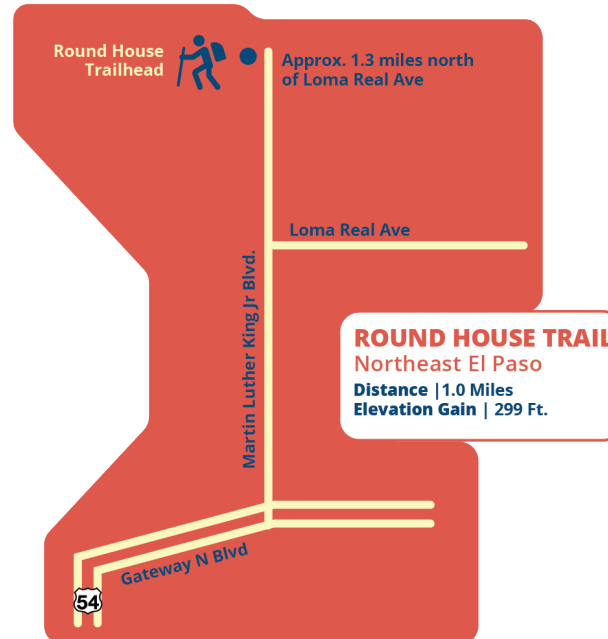 Round House
Trailhead
Approx. 1.3 miles north
of Loma Real Ave
Loma Real Ave
Martin Luther King Jr Blvd.
ROUND HOUSE TRAIL
Northeast El Paso
Distance |1.0 Miles
Elevation Gain | 299 Ft.
Gateway N Blvd
54